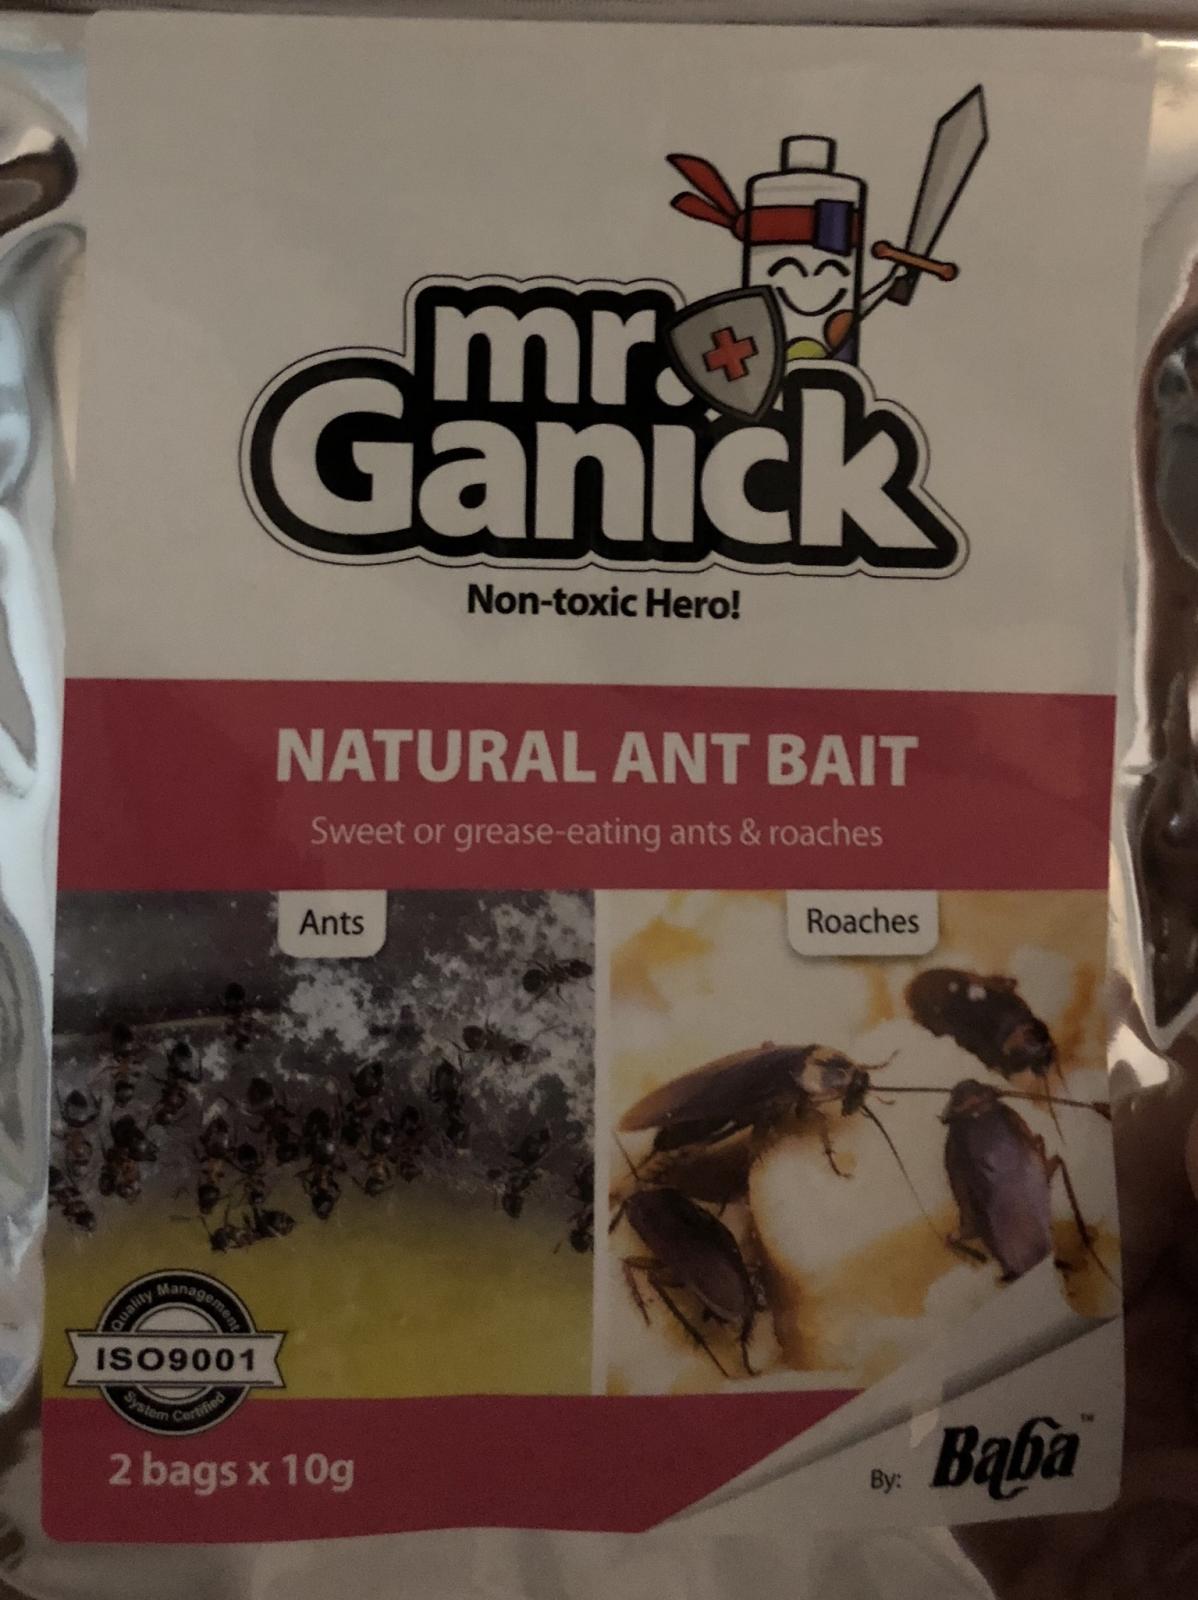 mr.
Ganick
Non-toxic Hero!
NATURAL ANT BAIT
Sweet or grease-eating ants & roaches
Ants
Roaches
Quality Management
ISO9001
System Certified
2 bags x 10g
By: Baba™